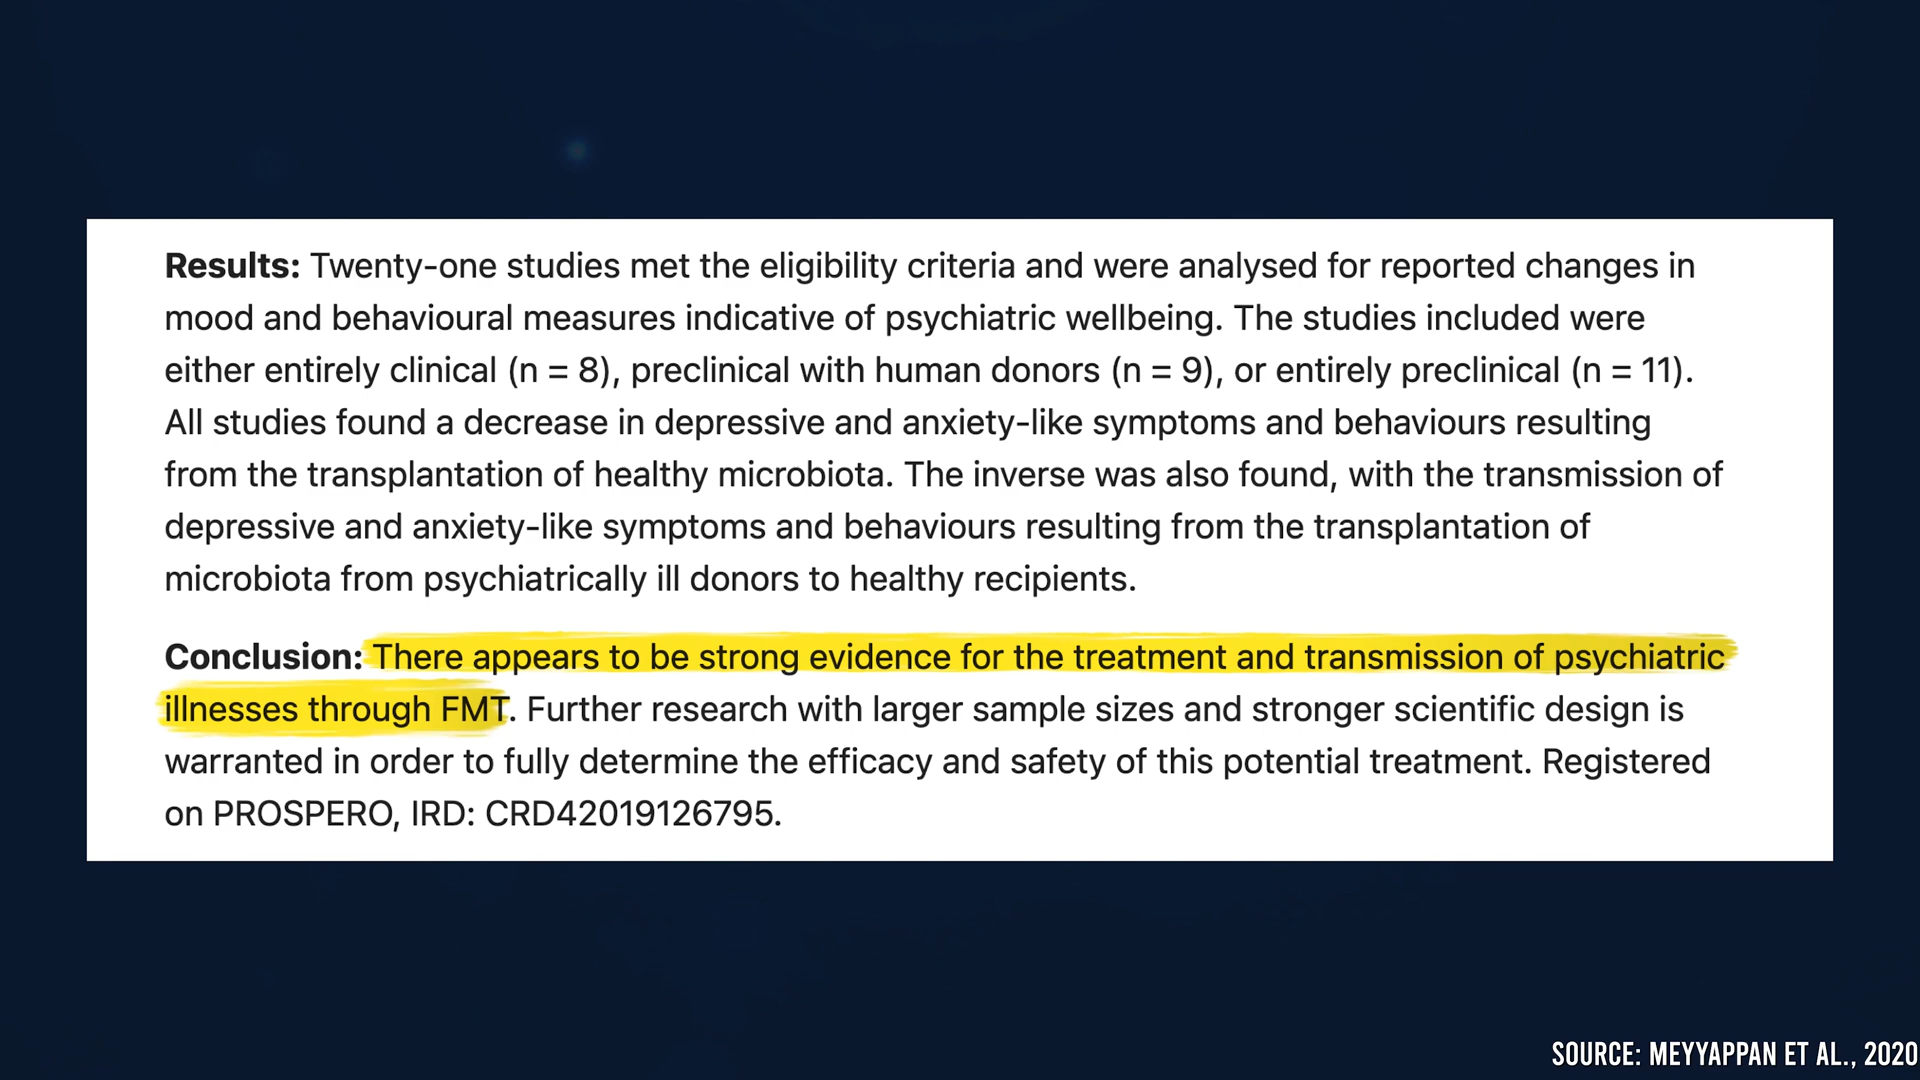 Results: Twenty-one studies met the eligibility criteria and were analysed for reported changes in
mood and behavioural measures indicative of psychiatric wellbeing. The studies included were
either entirely clinical (n = 8), preclinical with human donors (n = 9), or entirely preclinical (n = 11).
All studies found a decrease in depressive and anxiety-like symptoms and behaviours resulting
from the transplantation of healthy microbiota. The inverse was also found, with the transmission of
depressive and anxiety-like symptoms and behaviours resulting from the transplantation of
microbiota from psychiatrically ill donors to healthy recipients.
Conclusion: There appears to be strong evidence for the treatment and transmission of psychiatric
illnesses through FMT. Further research with larger sample sizes and stronger scientific design is
warranted in order to fully determine the efficacy and safety of this potential treatment. Registered
on PROSPERO, IRD: CRD42019126795.
SOURCE: MEYYAPPAN ET AL., 2020